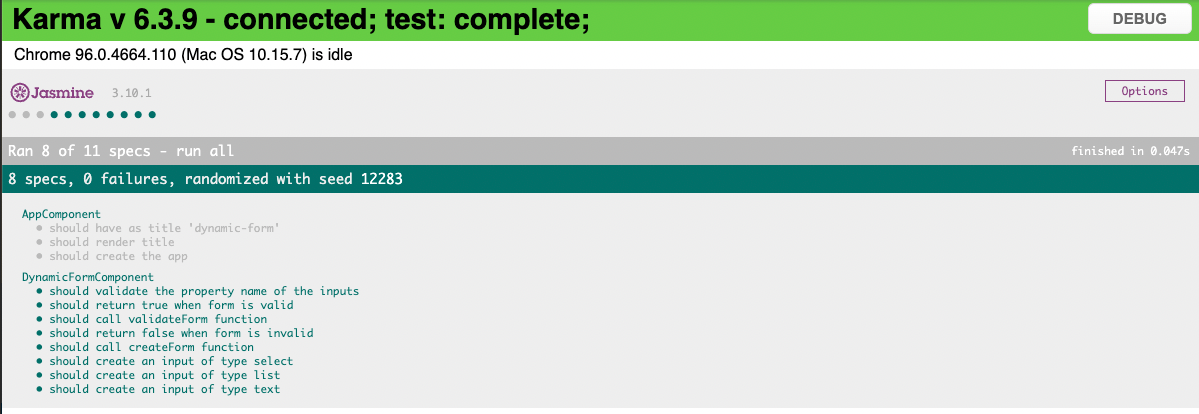 Karma v 6.3.9 - connected; test: complete;
DEBUG
Chrome 96.0.4664.110 (Mac OS 10.15.7) is idle
Jasmine 3.10.1
Options
Ran 8 of 11 specs - run all
finished in 0.047s
8 specs, 0 failures, randomized with seed 12283
AppComponent
• should have as title 'dynamic-form'
• should render title
• should create the app
DynamicFormComponent
• should validate the property name of the inputs
• should return true when form is valid
• should call validateForm function
• should return false when form is invalid
• should call createForm function
• should create an input of type select
• should create an input of type list
• should create an input of type text